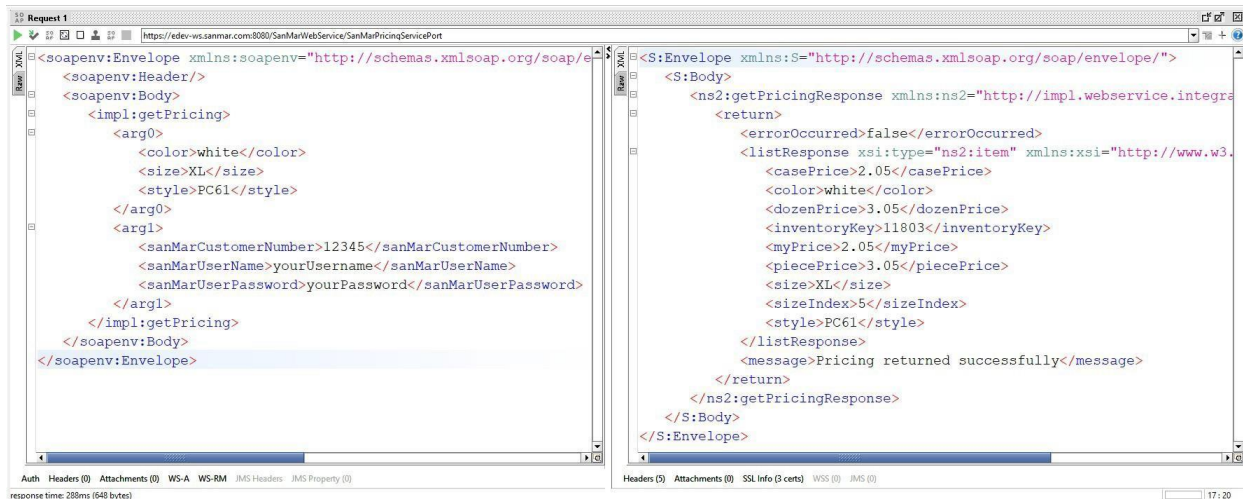 Request 1
https://edev-ws.sanmar.com:8080/SanMarWebService/SanMarPricingServicePort
XML
Raw
<soapenv:Envelope xmlns:soapenv="http://schemas.xmlsoap.org/soap/e
<soapenv:Header/>
<soapenv:Body>
<impl:getPricing>
<arg0>
<color>white</color>
<size>XL</size>
<style>PC61</style>
</arg0>
<arg1>
<sanMarCustomerNumber>12345</sanMarCustomerNumber>
<sanMarUserName>yourUsername</sanMarUserName>
<sanMarUserPassword>yourPassword</sanMarUserPassword>
</arg1>
</impl:getPricing>
</soapenv:Body>
</soapenv:Envelope>
Auth Headers (0) Attachments (0) WS-A WS-RM JMS Headers JMS Property (0)
XML
Raw
<S:Envelope xmlns:S="http://schemas.xmlsoap.org/soap/envelope/">
<S:Body>
<ns2:getPricingResponse xmlns:ns2="http://impl.webservice.integra
<return>
<errorOccurred>false</errorOccurred>
<listResponse xsi:type="ns2:item" xmlns:xsi="http://www.w3.
<casePrice>2.05</casePrice>
<color>white</color>
<dozenPrice>3.05</dozenPrice>
<inventoryKey>11803</inventoryKey>
<myPrice>2.05</myPrice>
<piecePrice>3.05</piecePrice>
<size>XL</size>
<sizeIndex>5</sizeIndex>
<style>PC61</style>
</listResponse>
<message>Pricing returned successfully</message>
</return>
</ns2:getPricingResponse>
</S:Body>
</S:Envelope>
Headers (5) Attachments (0) SSL Info (3 certs) WSS (0) JMS (0)
response time: 288ms (648 bytes)
17 : 20